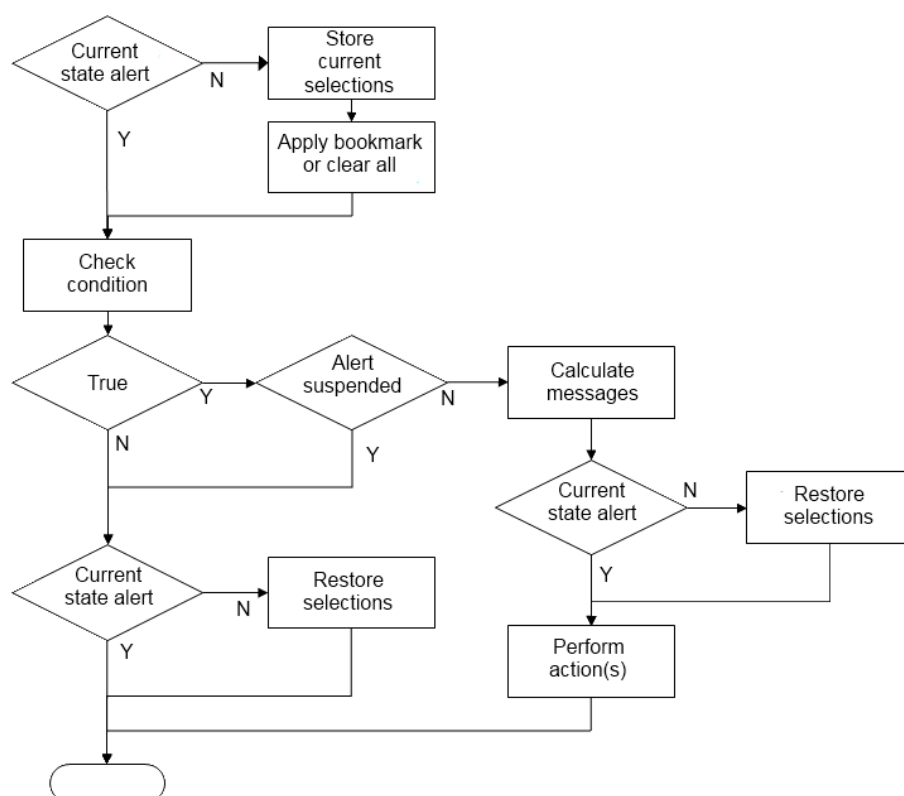 Current
state alert
N
Store
current
selections
Y
Apply bookmark
or clear all
Check
condition
True
Y
Alert
suspended
N
Calculate
messages
N
Y
Current
state alert
N
Restore
selections
Y
Current
state alert
N
Restore
selections
Y
Perform
action(s)